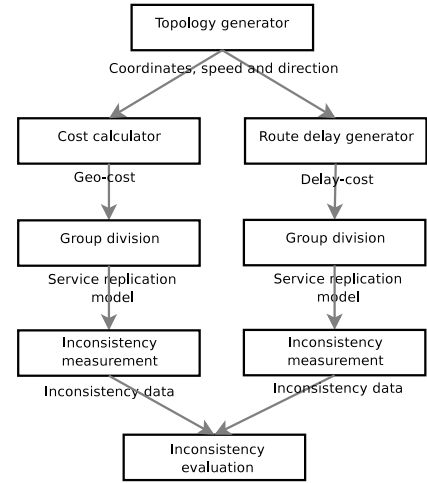 Topology generator
Coordinates, speed and direction
Cost calculator
Route delay generator
Geo-cost
Delay-cost
Group division
Group division
Service replication
model
Service replication
model
Inconsistency
measurement
Inconsistency
measurement
Inconsistency data
Inconsistency data
Inconsistency
evaluation